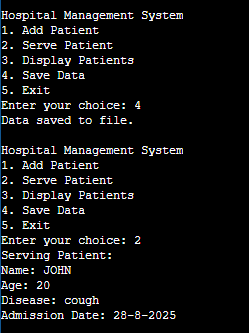 Hospital Management System
1. Add Patient
2. Serve Patient
3. Display Patients
4. Save Data
5. Exit
Enter your choice: 4
Data saved to file.
Hospital Management System
1. Add Patient
2. Serve Patient
3. Display Patients
4. Save Data
5. Exit
Enter your choice: 2
Serving Patient:
Name: JOHN
Age: 20
Disease: cough
Admission Date: 28-8-2025